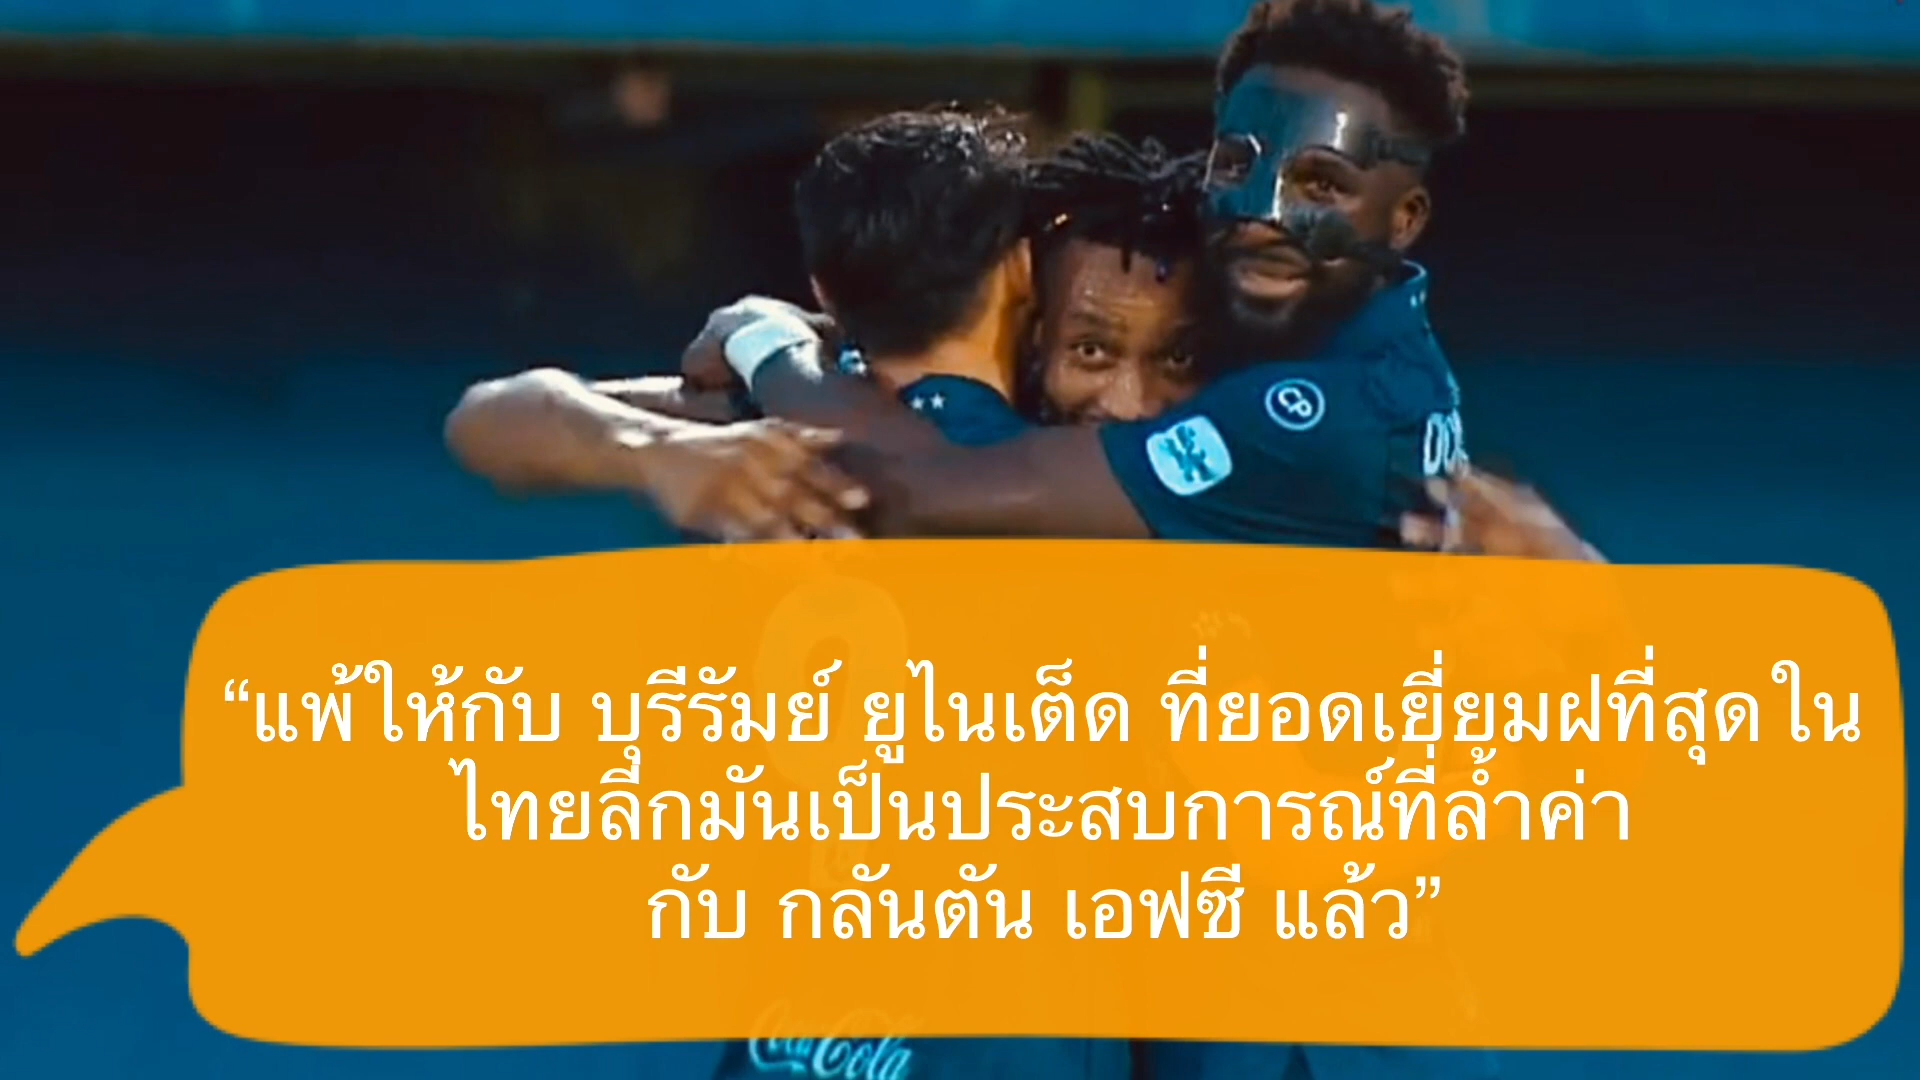 CP
“แพ้ให้กับ บุรีรัมย์ ยูไนเต็ด ที่ยอดเยี่ยมฝที่สุดใน
ไทยลีกมันเป็นประสบการณ์ที่ล้ำค่า
กับ กลันตัน เอฟซี แล้ว”
Coca Cola